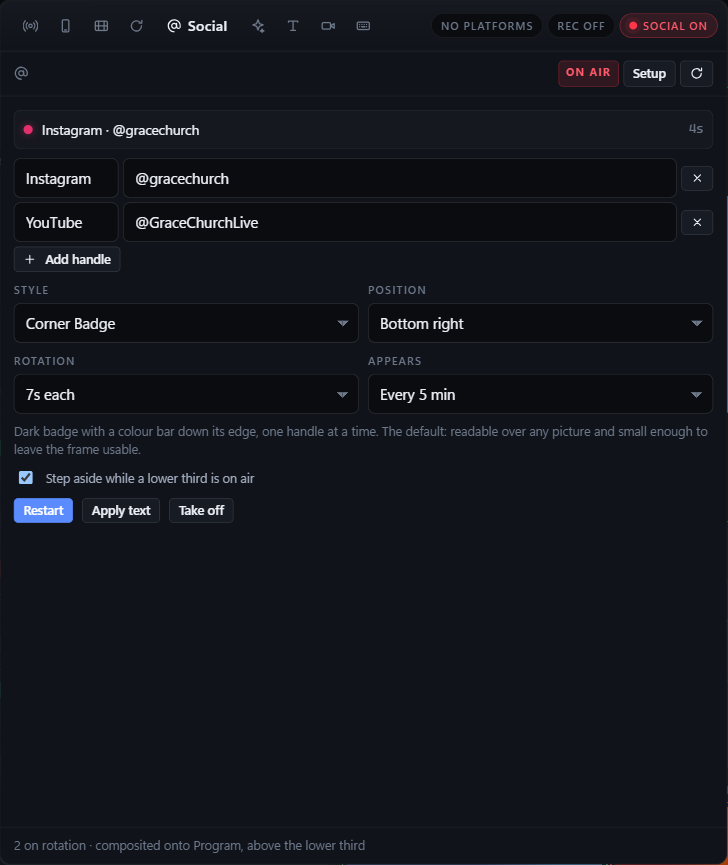 @ Social NO PLATFORMS REC OFF SOCIAL ON
@ ON AIR Setup
Instagram · @gracechurch 4s
Instagram @gracechurch ×
YouTube @GraceChurchLive ×
+ Add handle
STYLE POSITION
Corner Badge Bottom right
ROTATION APPEARS
7s each Every 5 min
Dark badge with a colour bar down its edge, one handle at a time. The default: readable over any picture and small enough to
leave the frame usable.
Step aside while a lower third is on air
Restart Apply text Take off
2 on rotation · composited onto Program, above the lower third